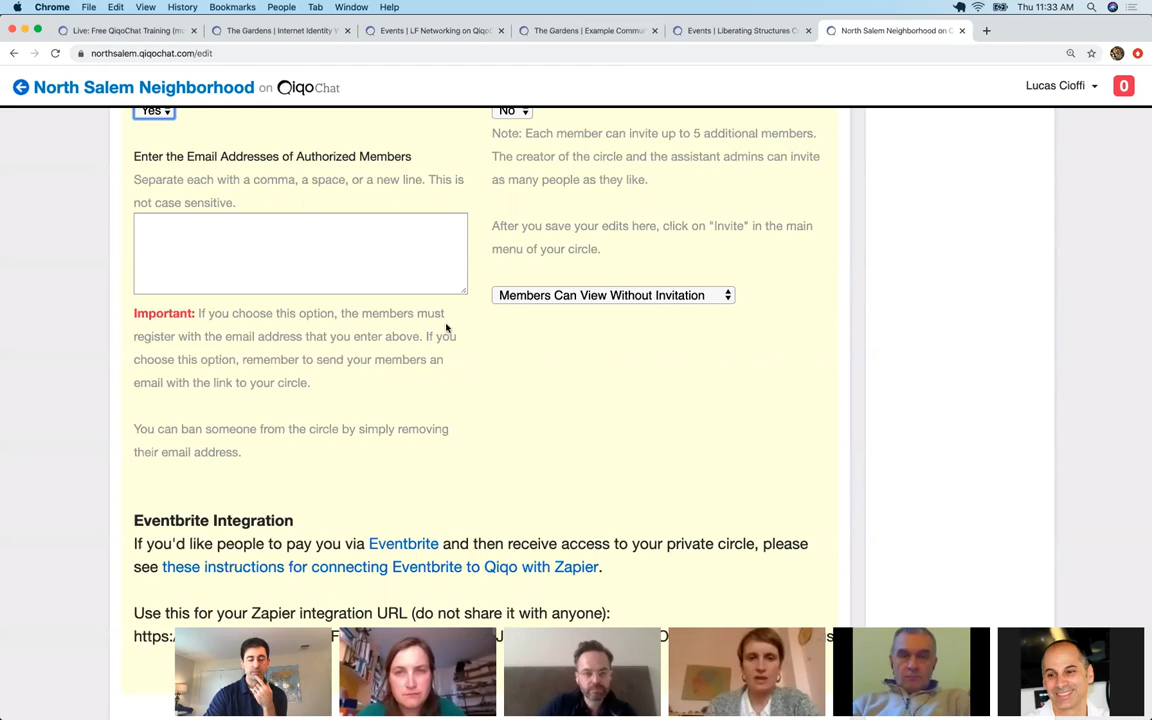 Chrome File Edit View History Bookmarks People Tab Window Help Thu 11:33 AM
Live: Free QiqoChat Training (m
The Gardens | Internet Identity
Events | LF Networking on Qiqo
The Gardens | Example Commun
Events | Liberating Structures C
North Salem Neighborhood on
northsalem.qiqochat.com/edit
North Salem Neighborhood on QiqoChat Lucas Cioffi 0
Yes No
Note: Each member can invite up to 5 additional members.
The creator of the circle and the assistant admins can invite
as many people as they like.
Enter the Email Addresses of Authorized Members
Separate each with a comma, a space, or a new line. This is
not case sensitive.
After you save your edits here, click on "Invite" in the main
menu of your circle.
Members Can View Without Invitation
Important: If you choose this option, the members must
register with the email address that you enter above. If you
choose this option, remember to send your members an
email with the link to your circle.
You can ban someone from the circle by simply removing
their email address.
Eventbrite Integration
If you'd like people to pay you via Eventbrite and then receive access to your private circle, please
see these instructions for connecting Eventbrite to Qiqo with Zapier.
Use this for your Zapier integration URL (do not share it with anyone):
https:/